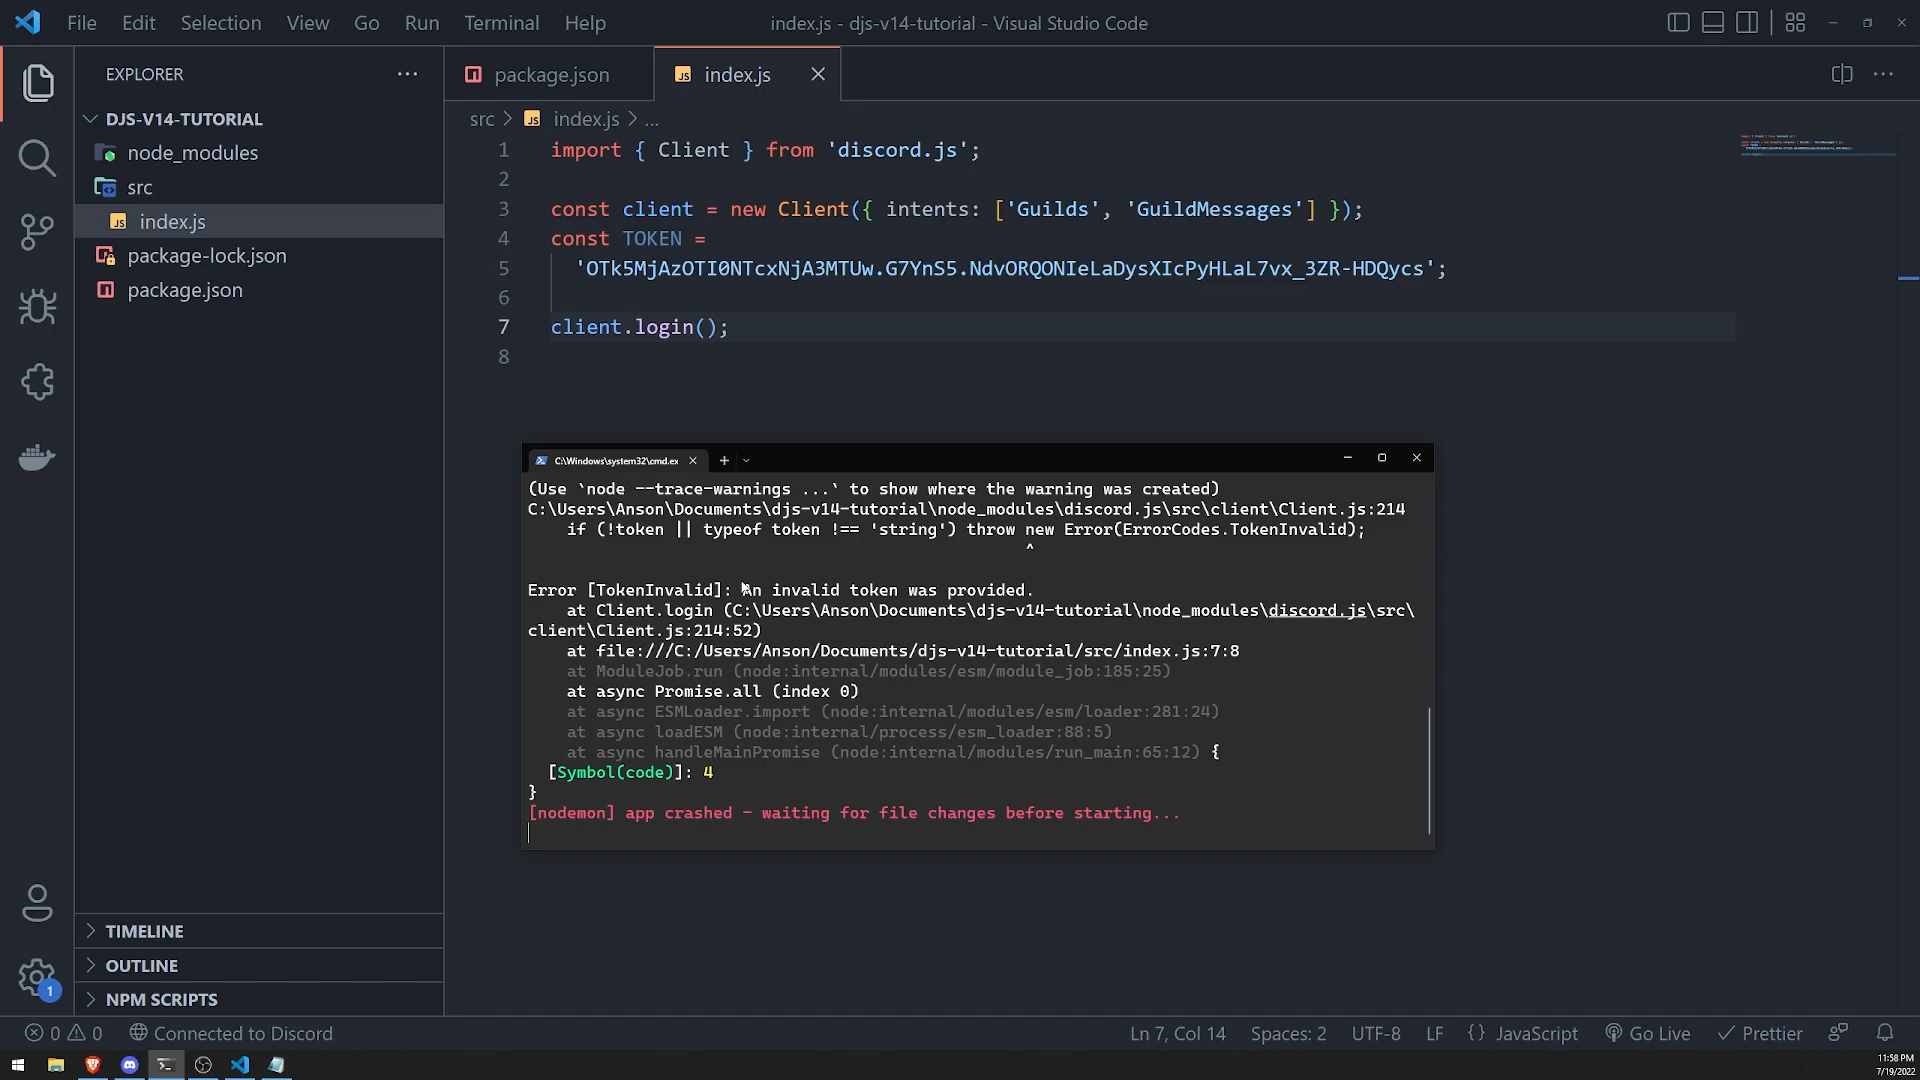 File Edit Selection View Go Run Terminal Help
index.js - djs-v14-tutorial - Visual Studio Code
EXPLORER
DJS-V14-TUTORIAL
node_modules
src
JS index.js
package-lock.json
package.json
TIMELINE
OUTLINE
NPM SCRIPTS
1
package.json
JS index.js
src > JS index.js > ...
1 import { Client } from 'discord.js';
2
3 const client = new Client({ intents: ['Guilds', 'GuildMessages'] });
4 const TOKEN =
5 'OTk5MjAzOTI0NTcxNjA3MTUw.G7YnS5.NdvORQONIeLaDysXIcPyHLaL7vx_3ZR-HDQycs';
6
7 client.login();
8
C:\Windows\system32\cmd.ex
(Use `node --trace-warnings ...` to show where the warning was created)
C:\Users\Anson\Documents\djs-v14-tutorial\node_modules\discord.js\src\client\Client.js:214
if (!token || typeof token !== 'string') throw new Error(ErrorCodes.TokenInvalid);
^
Error [TokenInvalid]: An invalid token was provided.
at Client.login (C:\Users\Anson\Documents\djs-v14-tutorial\node_modules\discord.js\src\
client\Client.js:214:52)
at file:///C:/Users/Anson/Documents/djs-v14-tutorial/src/index.js:7:8
at ModuleJob.run (node:internal/modules/esm/module_job:185:25)
at async Promise.all (index 0)
at async ESMLoader.import (node:internal/modules/esm/loader:281:24)
at async loadESM (node:internal/process/esm_loader:88:5)
at async handleMainPromise (node:internal/modules/run_main:65:12) {
[Symbol(code)]: 4
}
[nodemon] app crashed - waiting for file changes before starting...
0 0 Connected to Discord
Ln 7, Col 14 Spaces: 2 UTF-8 LF {} JavaScript Go Live Prettier
11:58 PM
7/19/2022